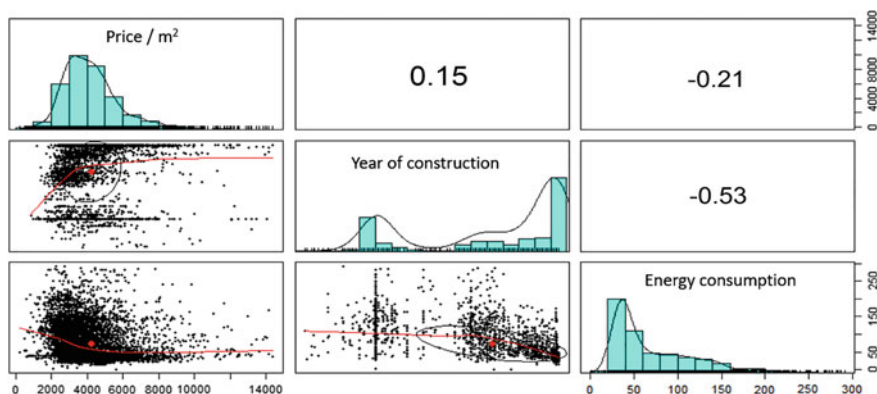 Price / m²
0.15
-0.21
0 4000 8000 14000
Year of construction
-0.53
Energy consumption
0 50 150 250
0 2000 4000 6000 8000 10000 14000
0 50 100 150 200 250 300